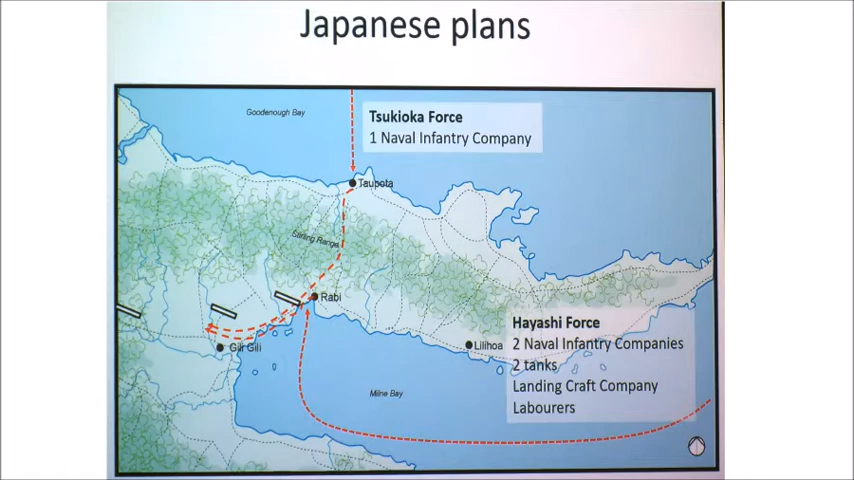 Japanese plans
Goodenough Bay
Tsukioka Force
1 Naval Infantry Company
Taupota
Stirling Range
Rabi
Gili Gili
Lilihoa
Hayashi Force
2 Naval Infantry Companies
2 tanks
Landing Craft Company
Labourers
Milne Bay